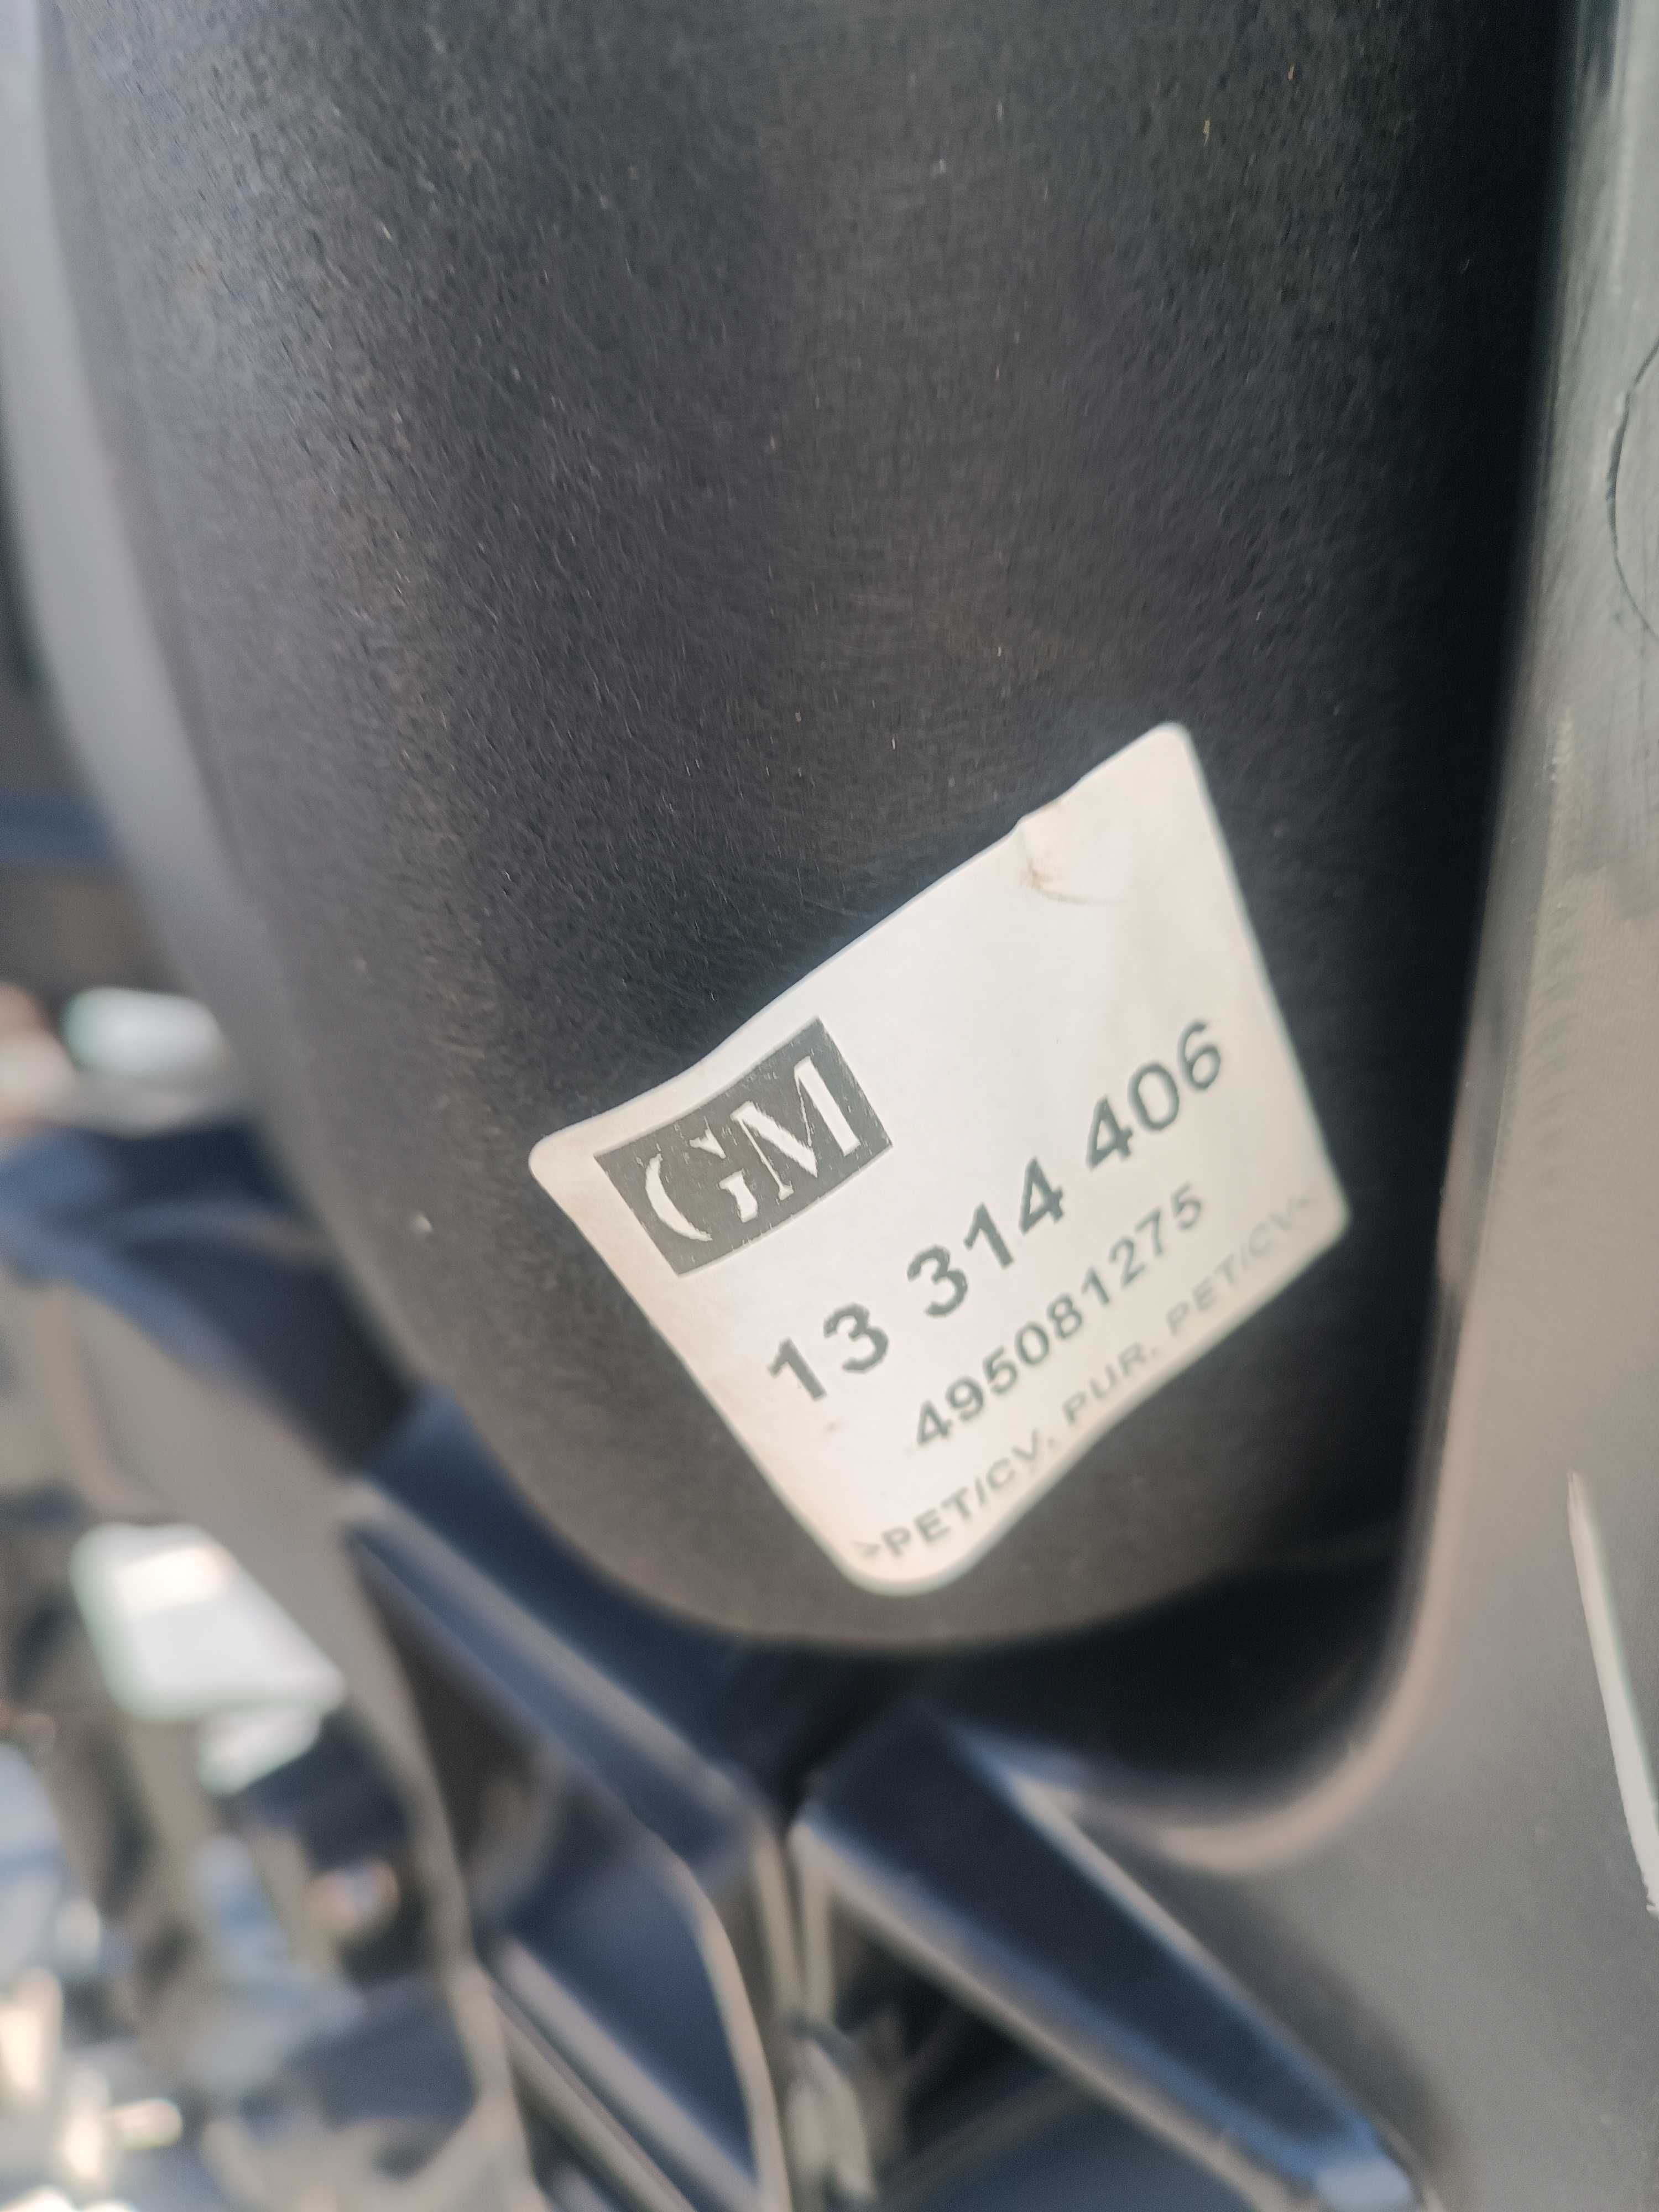 GM
13 314 406
495081275
>PET/CV, PUR, PET/CV<